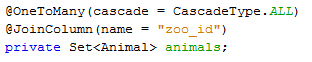 @OneToMany(cascade = CascadeType.ALL)
@JoinColumn(name = "zoo_id")
private Set<Animal> animals;